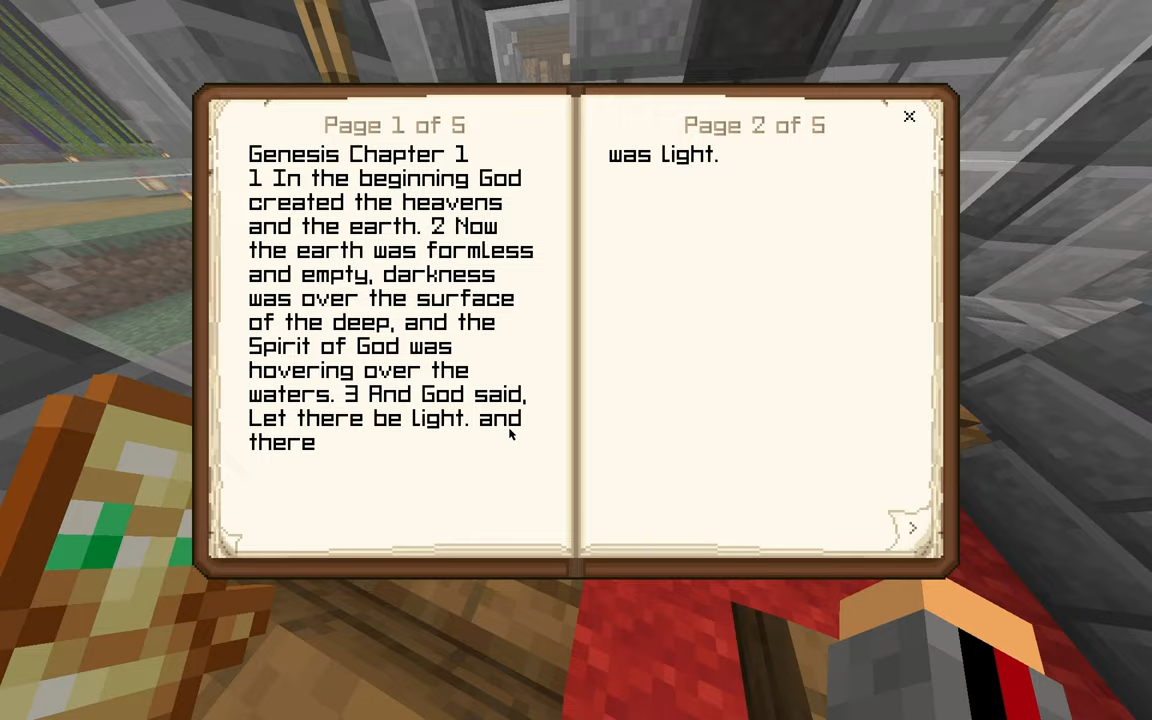 Page 1 of 5
Genesis Chapter 1
1 In the beginning God
created the heavens
and the earth. 2 Now
the earth was formless
and empty, darkness
was over the surface
of the deep, and the
Spirit of God was
hovering over the
waters. 3 And God said,
Let there be light. and
there
Page 2 of 5
was light.